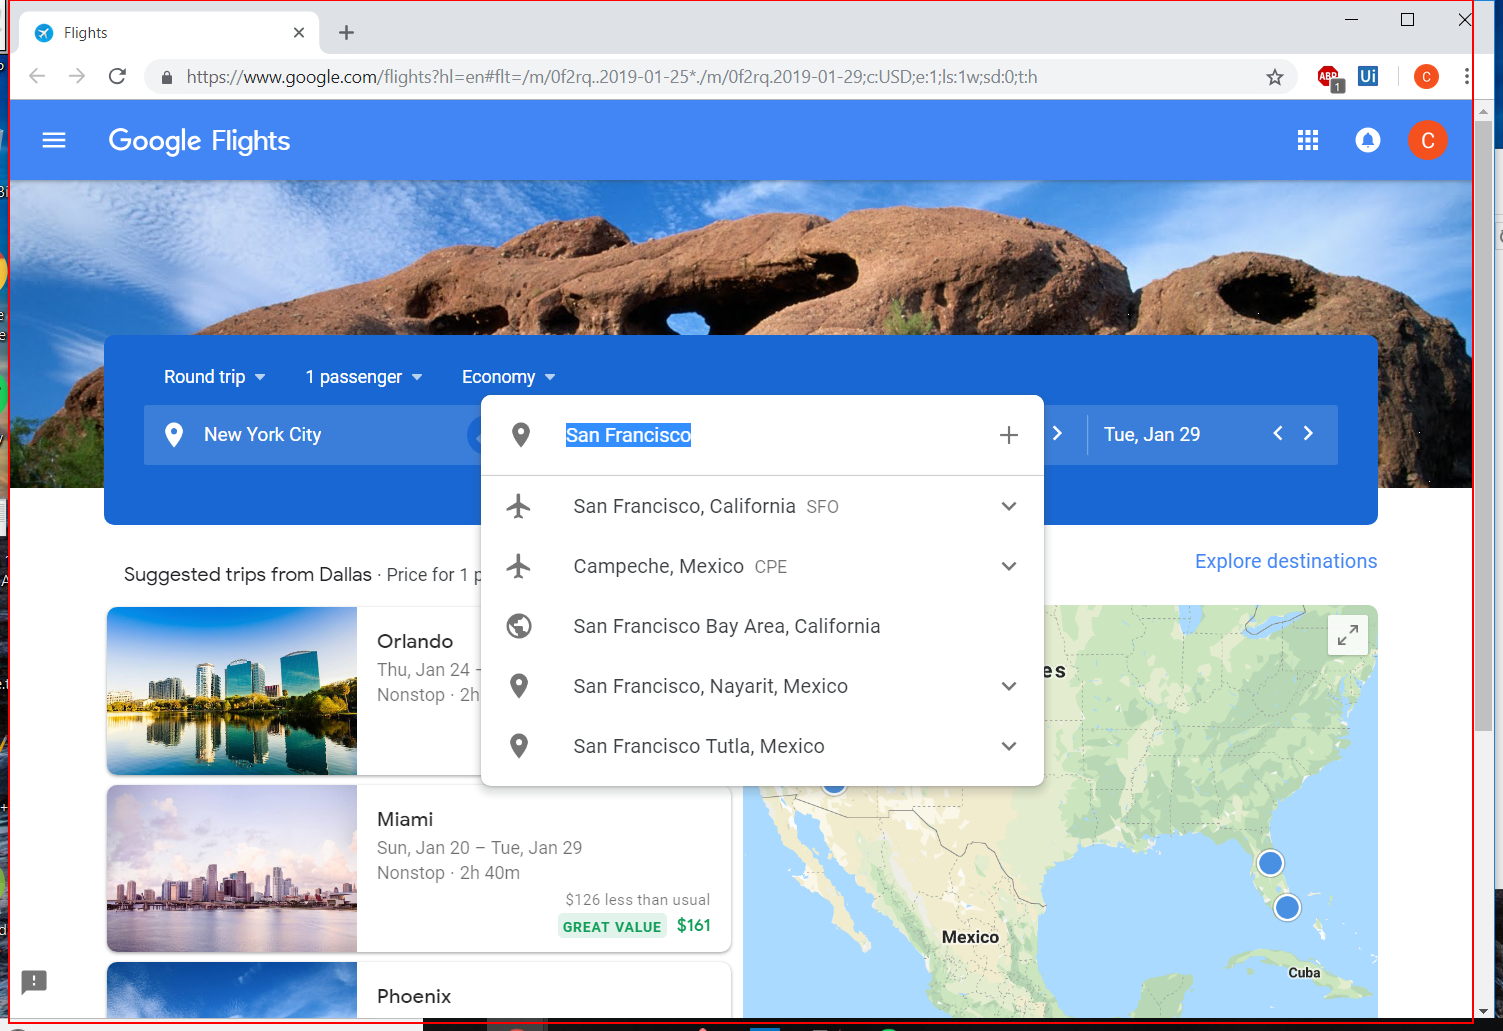 Flights
https://www.google.com/flights?hl=en#flt=/m/0f2rq..2019-01-25*./m/0f2rq.2019-01-29;c:USD;e:1;ls:1w;sd:0;t:h
ABP
1
Ui
C
Google Flights
C
Round trip
1 passenger
Economy
New York City
San Francisco
Tue, Jan 29
San Francisco, California SFO
Campeche, Mexico CPE
San Francisco Bay Area, California
San Francisco, Nayarit, Mexico
San Francisco Tutla, Mexico
Explore destinations
Suggested trips from Dallas · Price for 1 p
Orlando
Thu, Jan 24 –
Nonstop · 2h
Miami
Sun, Jan 20 – Tue, Jan 29
Nonstop · 2h 40m
$126 less than usual
GREAT VALUE $161
Phoenix
es
Mexico
Cuba